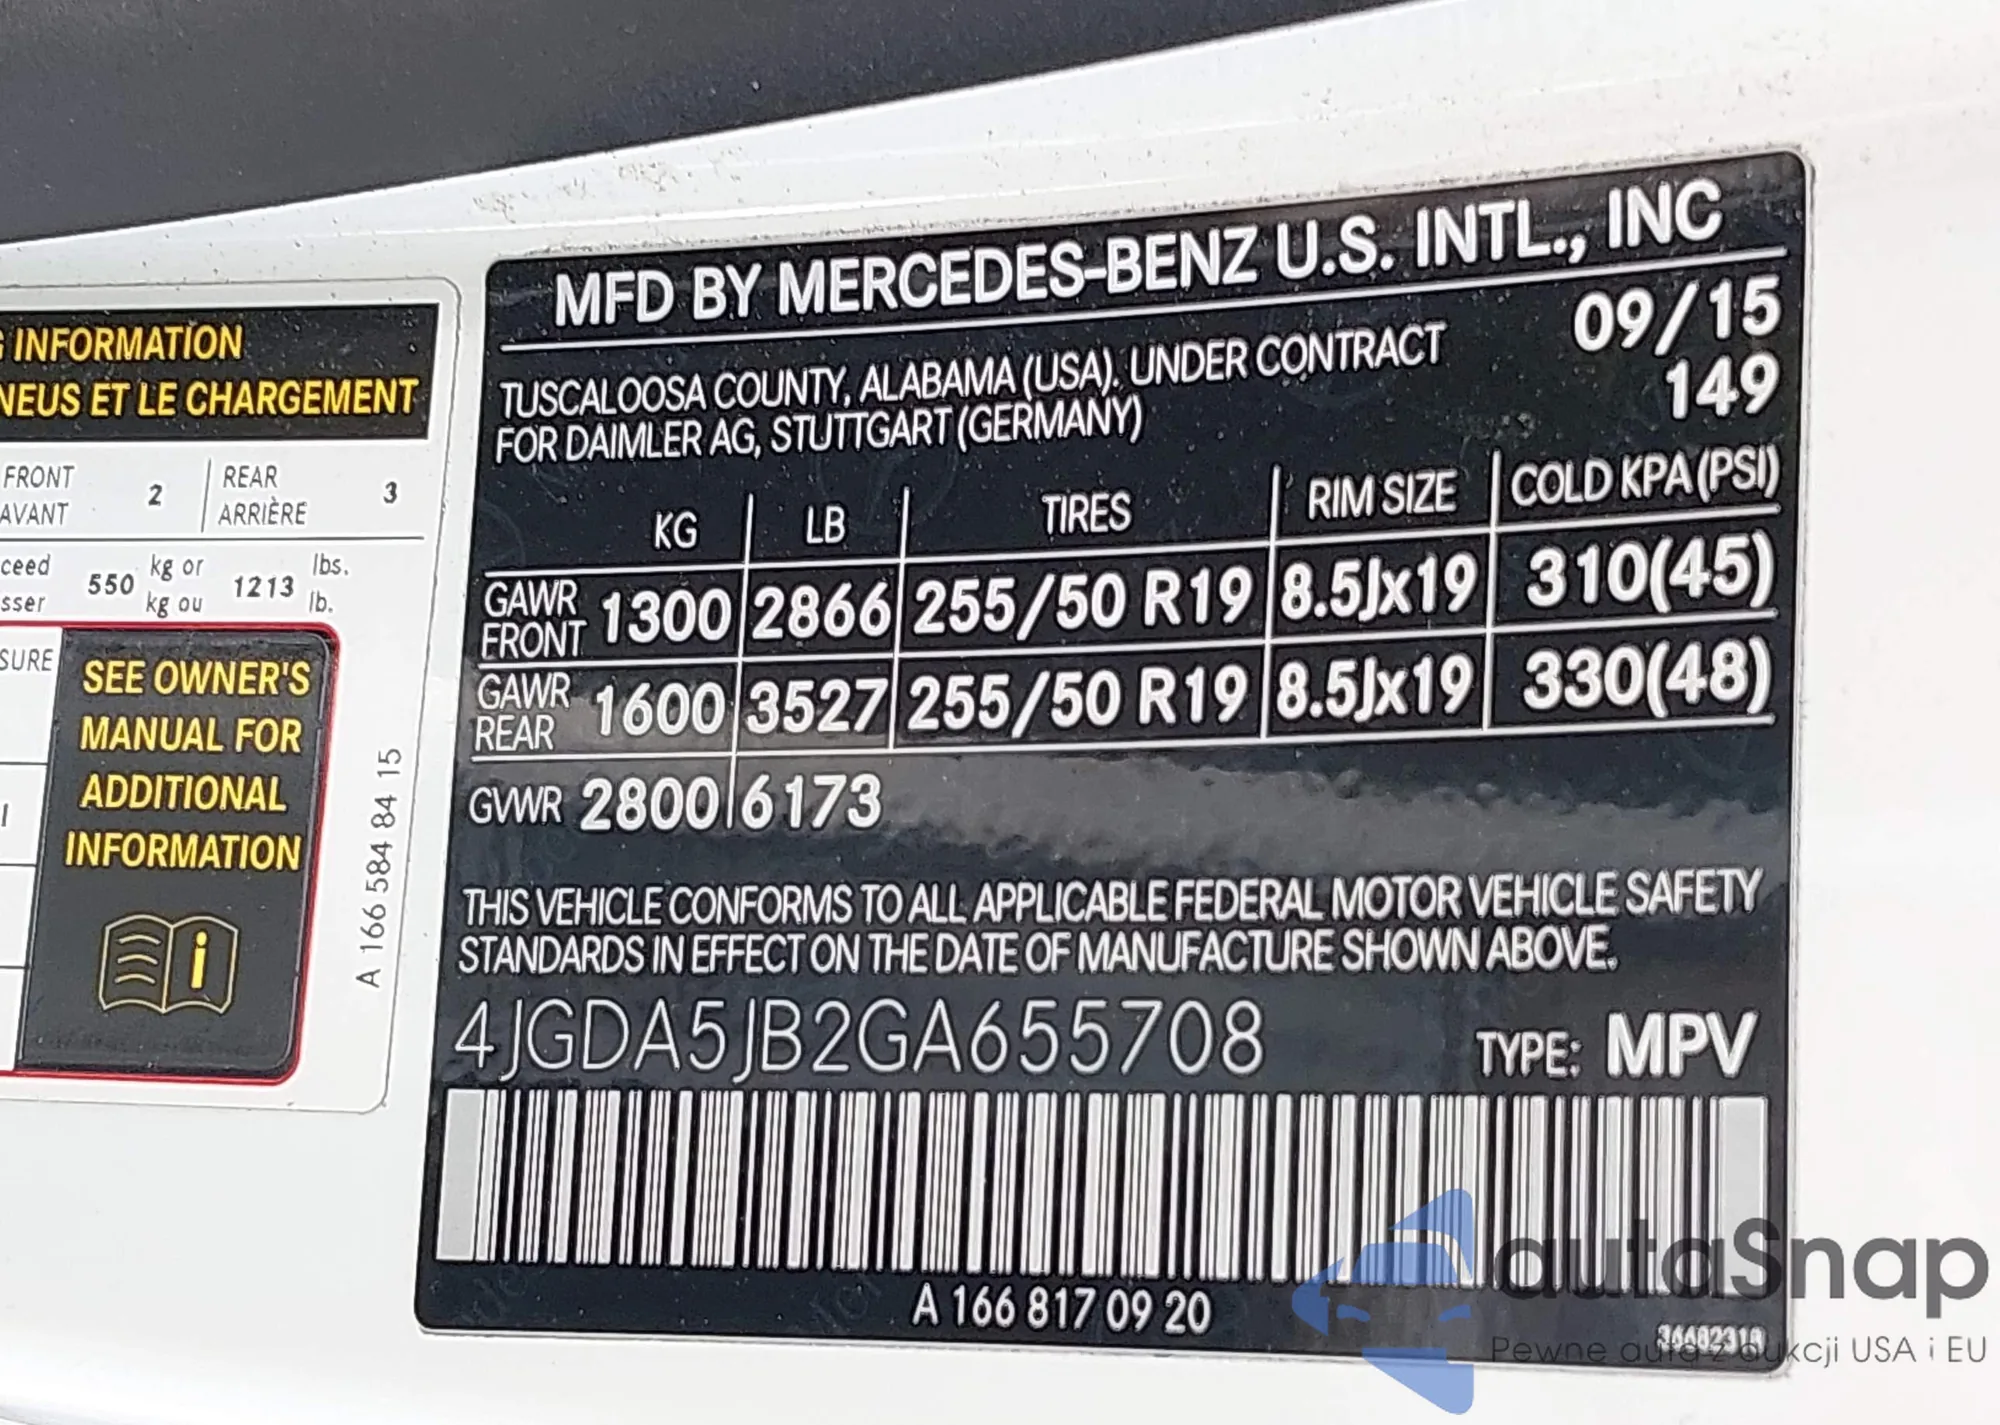 INFORMATION
NEUS ET LE CHARGEMENT
FRONT 2 REAR 3
AVANT ARRIÈRE
550 kg or 1213 lbs.
kg ou lb.
SEE OWNER'S
MANUAL FOR
ADDITIONAL
INFORMATION
i
A 166 584 84 15
MFD BY MERCEDES-BENZ U.S. INTL., INC
09/15
149
TUSCALOOSA COUNTY, ALABAMA (USA). UNDER CONTRACT
FOR DAIMLER AG, STUTTGART (GERMANY)
KG LB TIRES RIM SIZE COLD KPA (PSI)
GAWR FRONT 1300 2866 255/50 R19 8.5Jx19 310(45)
GAWR REAR 1600 3527 255/50 R19 8.5Jx19 330(48)
GVWR 2800 6173
THIS VEHICLE CONFORMS TO ALL APPLICABLE FEDERAL MOTOR VEHICLE SAFETY
STANDARDS IN EFFECT ON THE DATE OF MANUFACTURE SHOWN ABOVE.
4JGDA5JB2GA655708 TYPE: MPV
A 166 817 09 20
autaSnap
Pewne auta z aukcji USA i EU